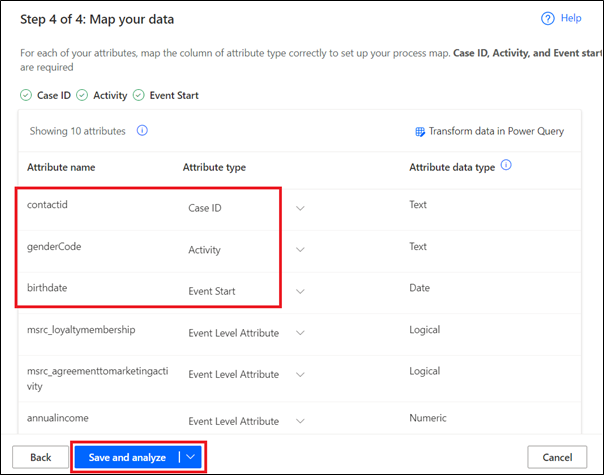 Step 4 of 4: Map your data
Help
For each of your attributes, map the column of attribute type correctly to set up your process map. Case ID, Activity, and Event start
are required
Case ID Activity Event Start
Showing 10 attributes
Transform data in Power Query
Attribute name Attribute type Attribute data type
contactid Case ID Text
genderCode Activity Text
birthdate Event Start Date
msrc_loyaltymembership Event Level Attribute Logical
msrc_agreementtomarketingacti
vity Event Level Attribute Logical
annualincome Event Level Attribute Numeric
Back Save and analyze Cancel